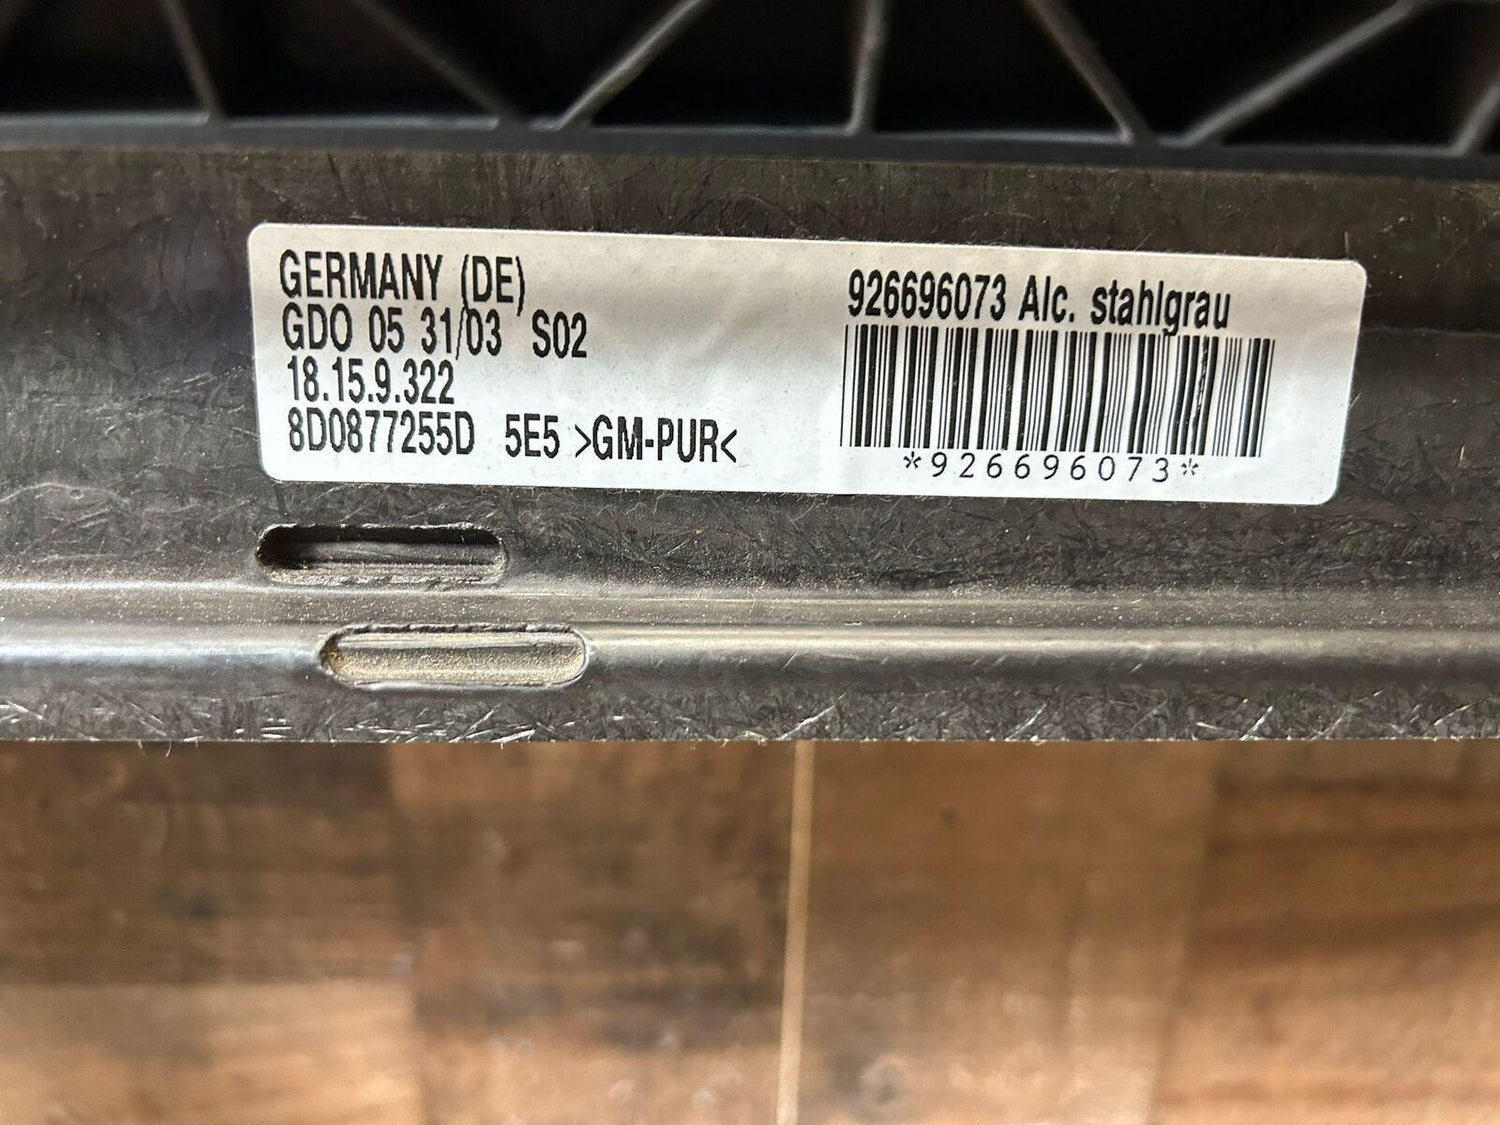 GERMANY (DE)
GDO 05 31/03 S02
18.15.9.322
8D0877255D 5E5 >GM-PUR<
926696073 Alc. stahlgrau
*926696073*